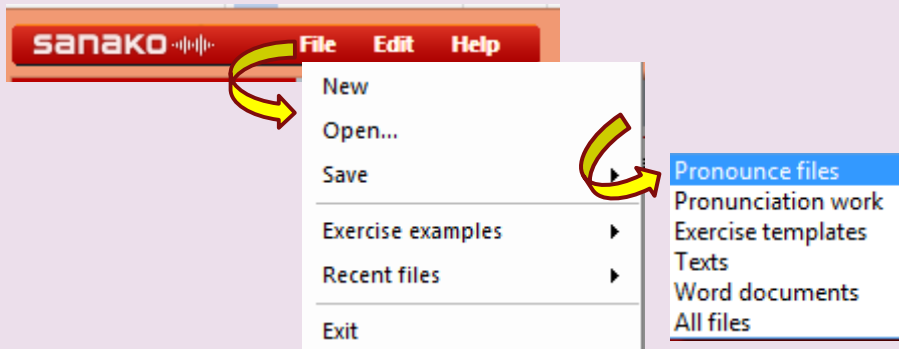 sanako File Edit Help
New
Open...
Save
Exercise examples
Recent files
Exit
Pronounce files
Pronunciation work
Exercise templates
Texts
Word documents
All files